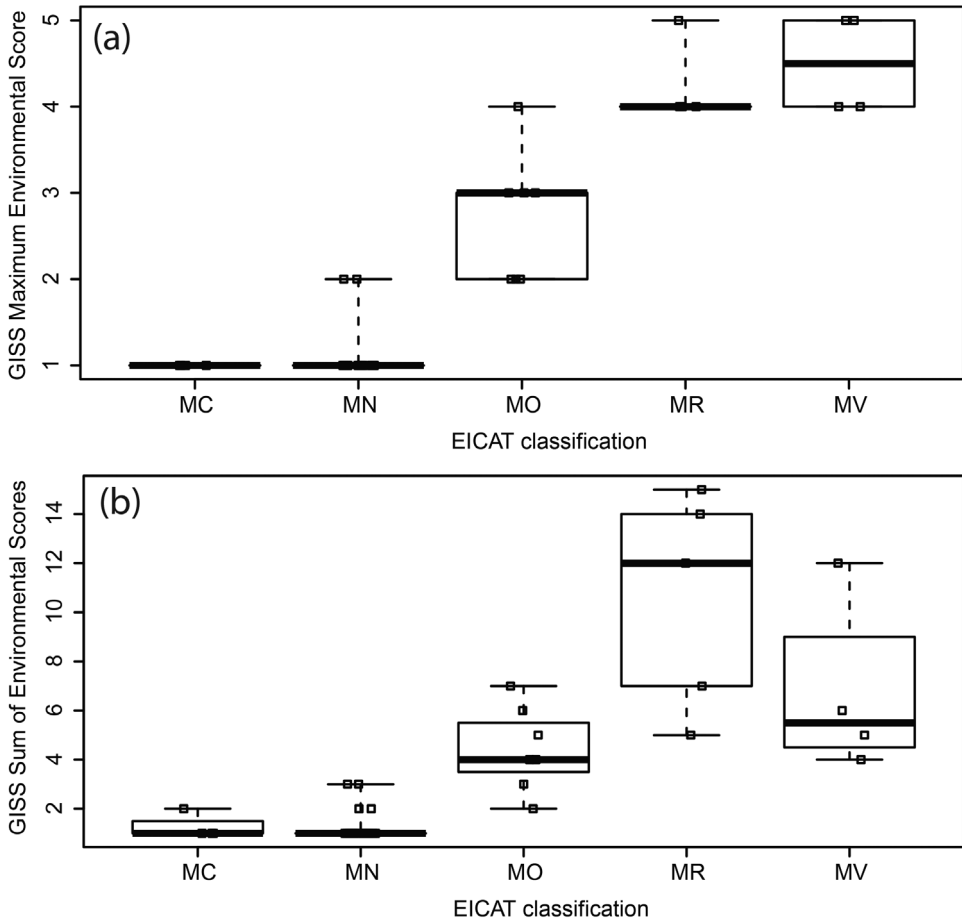 (a)
GISS Maximum Environmental Score
5
4
3
2
1
MC MN MO MR MV
EICAT classification
(b)
GISS Sum of Environmental Scores
14
12
10
8
6
4
2
MC MN MO MR MV
EICAT classification